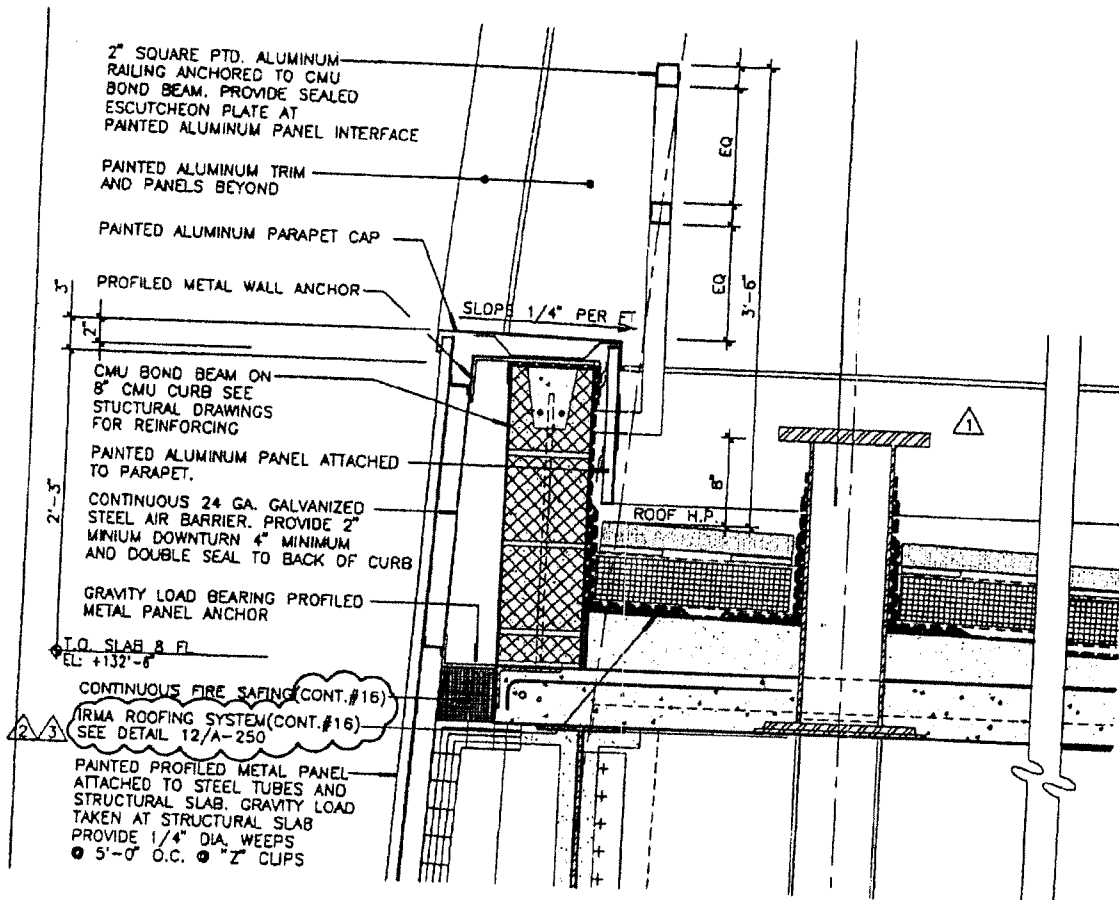 2" SQUARE PTD. ALUMINUM
RAILING ANCHORED TO CMU
BOND BEAM. PROVIDE SEALED
ESCUTCHEON PLATE AT
PAINTED ALUMINUM PANEL INTERFACE
PAINTED ALUMINUM TRIM
AND PANELS BEYOND
PAINTED ALUMINUM PARAPET CAP
PROFILED METAL WALL ANCHOR
SLOPE 1/4" PER FT
3"
2"
EQ
EQ
3'-6"
CMU BOND BEAM ON
8" CMU CURB SEE
STUCTURAL DRAWINGS
FOR REINFORCING
PAINTED ALUMINUM PANEL ATTACHED
TO PARAPET.
CONTINUOUS 24 GA. GALVANIZED
STEEL AIR BARRIER. PROVIDE 2"
MINIUM DOWNTURN 4" MINIMUM
AND DOUBLE SEAL TO BACK OF CURB
2'-3"
8"
1
ROOF H.P.
GRAVITY LOAD BEARING PROFILED
METAL PANEL ANCHOR
T.O. SLAB 8 FL
EL: +132'-6"
CONTINUOUS FIRE SAFING(CONT.#16)
IRMA ROOFING SYSTEM(CONT.#16)
SEE DETAIL 12/A-250
2 3
PAINTED PROFILED METAL PANEL
ATTACHED TO STEEL TUBES AND
STRUCTURAL SLAB. GRAVITY LOAD
TAKEN AT STRUCTURAL SLAB
PROVIDE 1/4" DIA. WEEPS
@ 5'-0" O.C. @ "Z" CLIPS